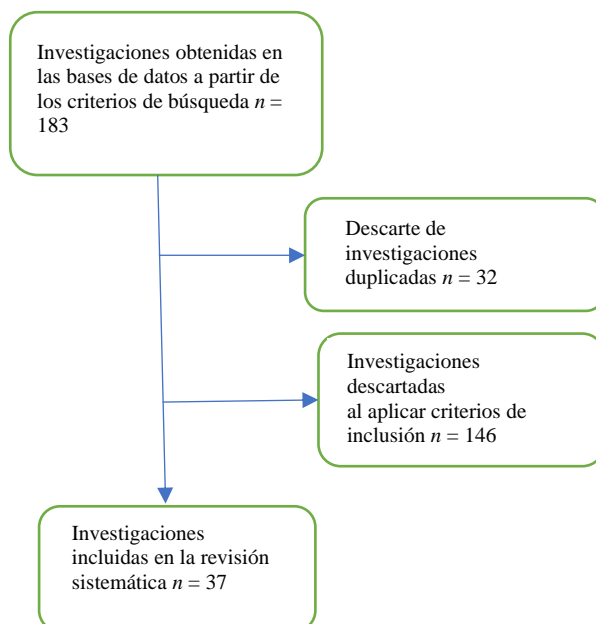 Investigaciones obtenidas en
las bases de datos a partir de
los criterios de búsqueda n =
183
Descarte de
investigaciones
duplicadas n = 32
Investigaciones
descartadas
al aplicar criterios de
inclusión n = 146
Investigaciones
incluidas en la revisión
sistemática n = 37